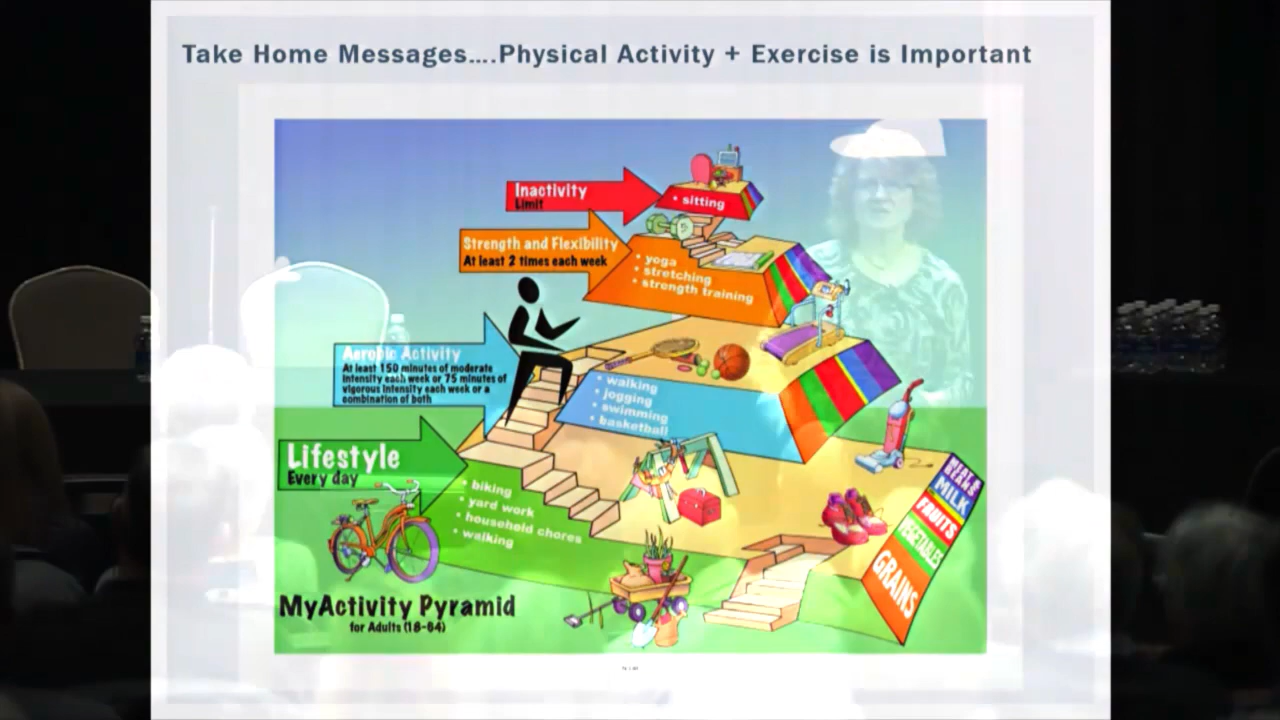 Take Home Messages....Physical Activity + Exercise is Important
Inactivity
Limit
• sitting
Strength and Flexibility
At least 2 times each week
• yoga
• stretching
• strength training
Aerobic Activity
At least 150 minutes of moderate
intensity each week or 75 minutes of
vigorous intensity each week or a
combination of both
• walking
• jogging
• swimming
• basketball
Lifestyle
Every day
• biking
• yard work
• household chores
• walking
MEAT &
BEANS
MILK
FRUITS
VEGETABLES
GRAINS
MyActivity Pyramid
for Adults (18-64)